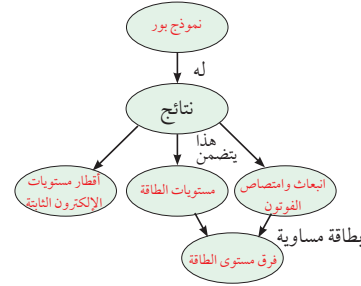 نموذج بور
له
نتائج
هذا
يتضمن
انبعاث وامتصاص
الفوتون
مستويات الطاقة
أقطار مستويات
الإلكترون الثابتة
بطاقة مساوية
فرق مستوى الطاقة